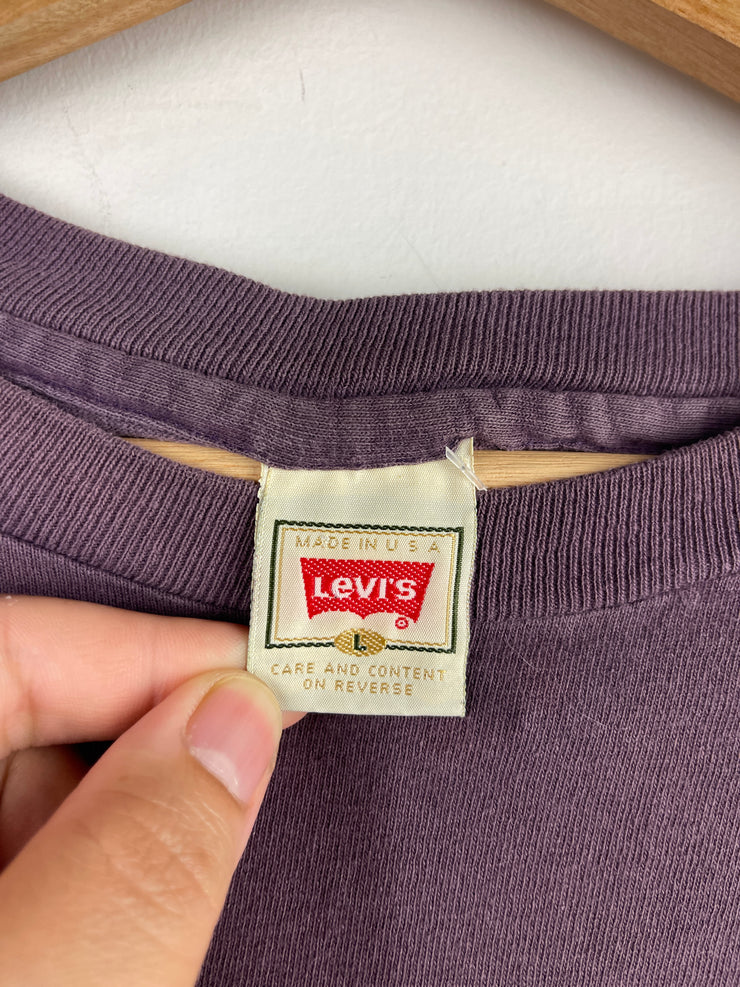 MADE IN U S A
LEVI'S
®
L
CARE AND CONTENT
ON REVERSE